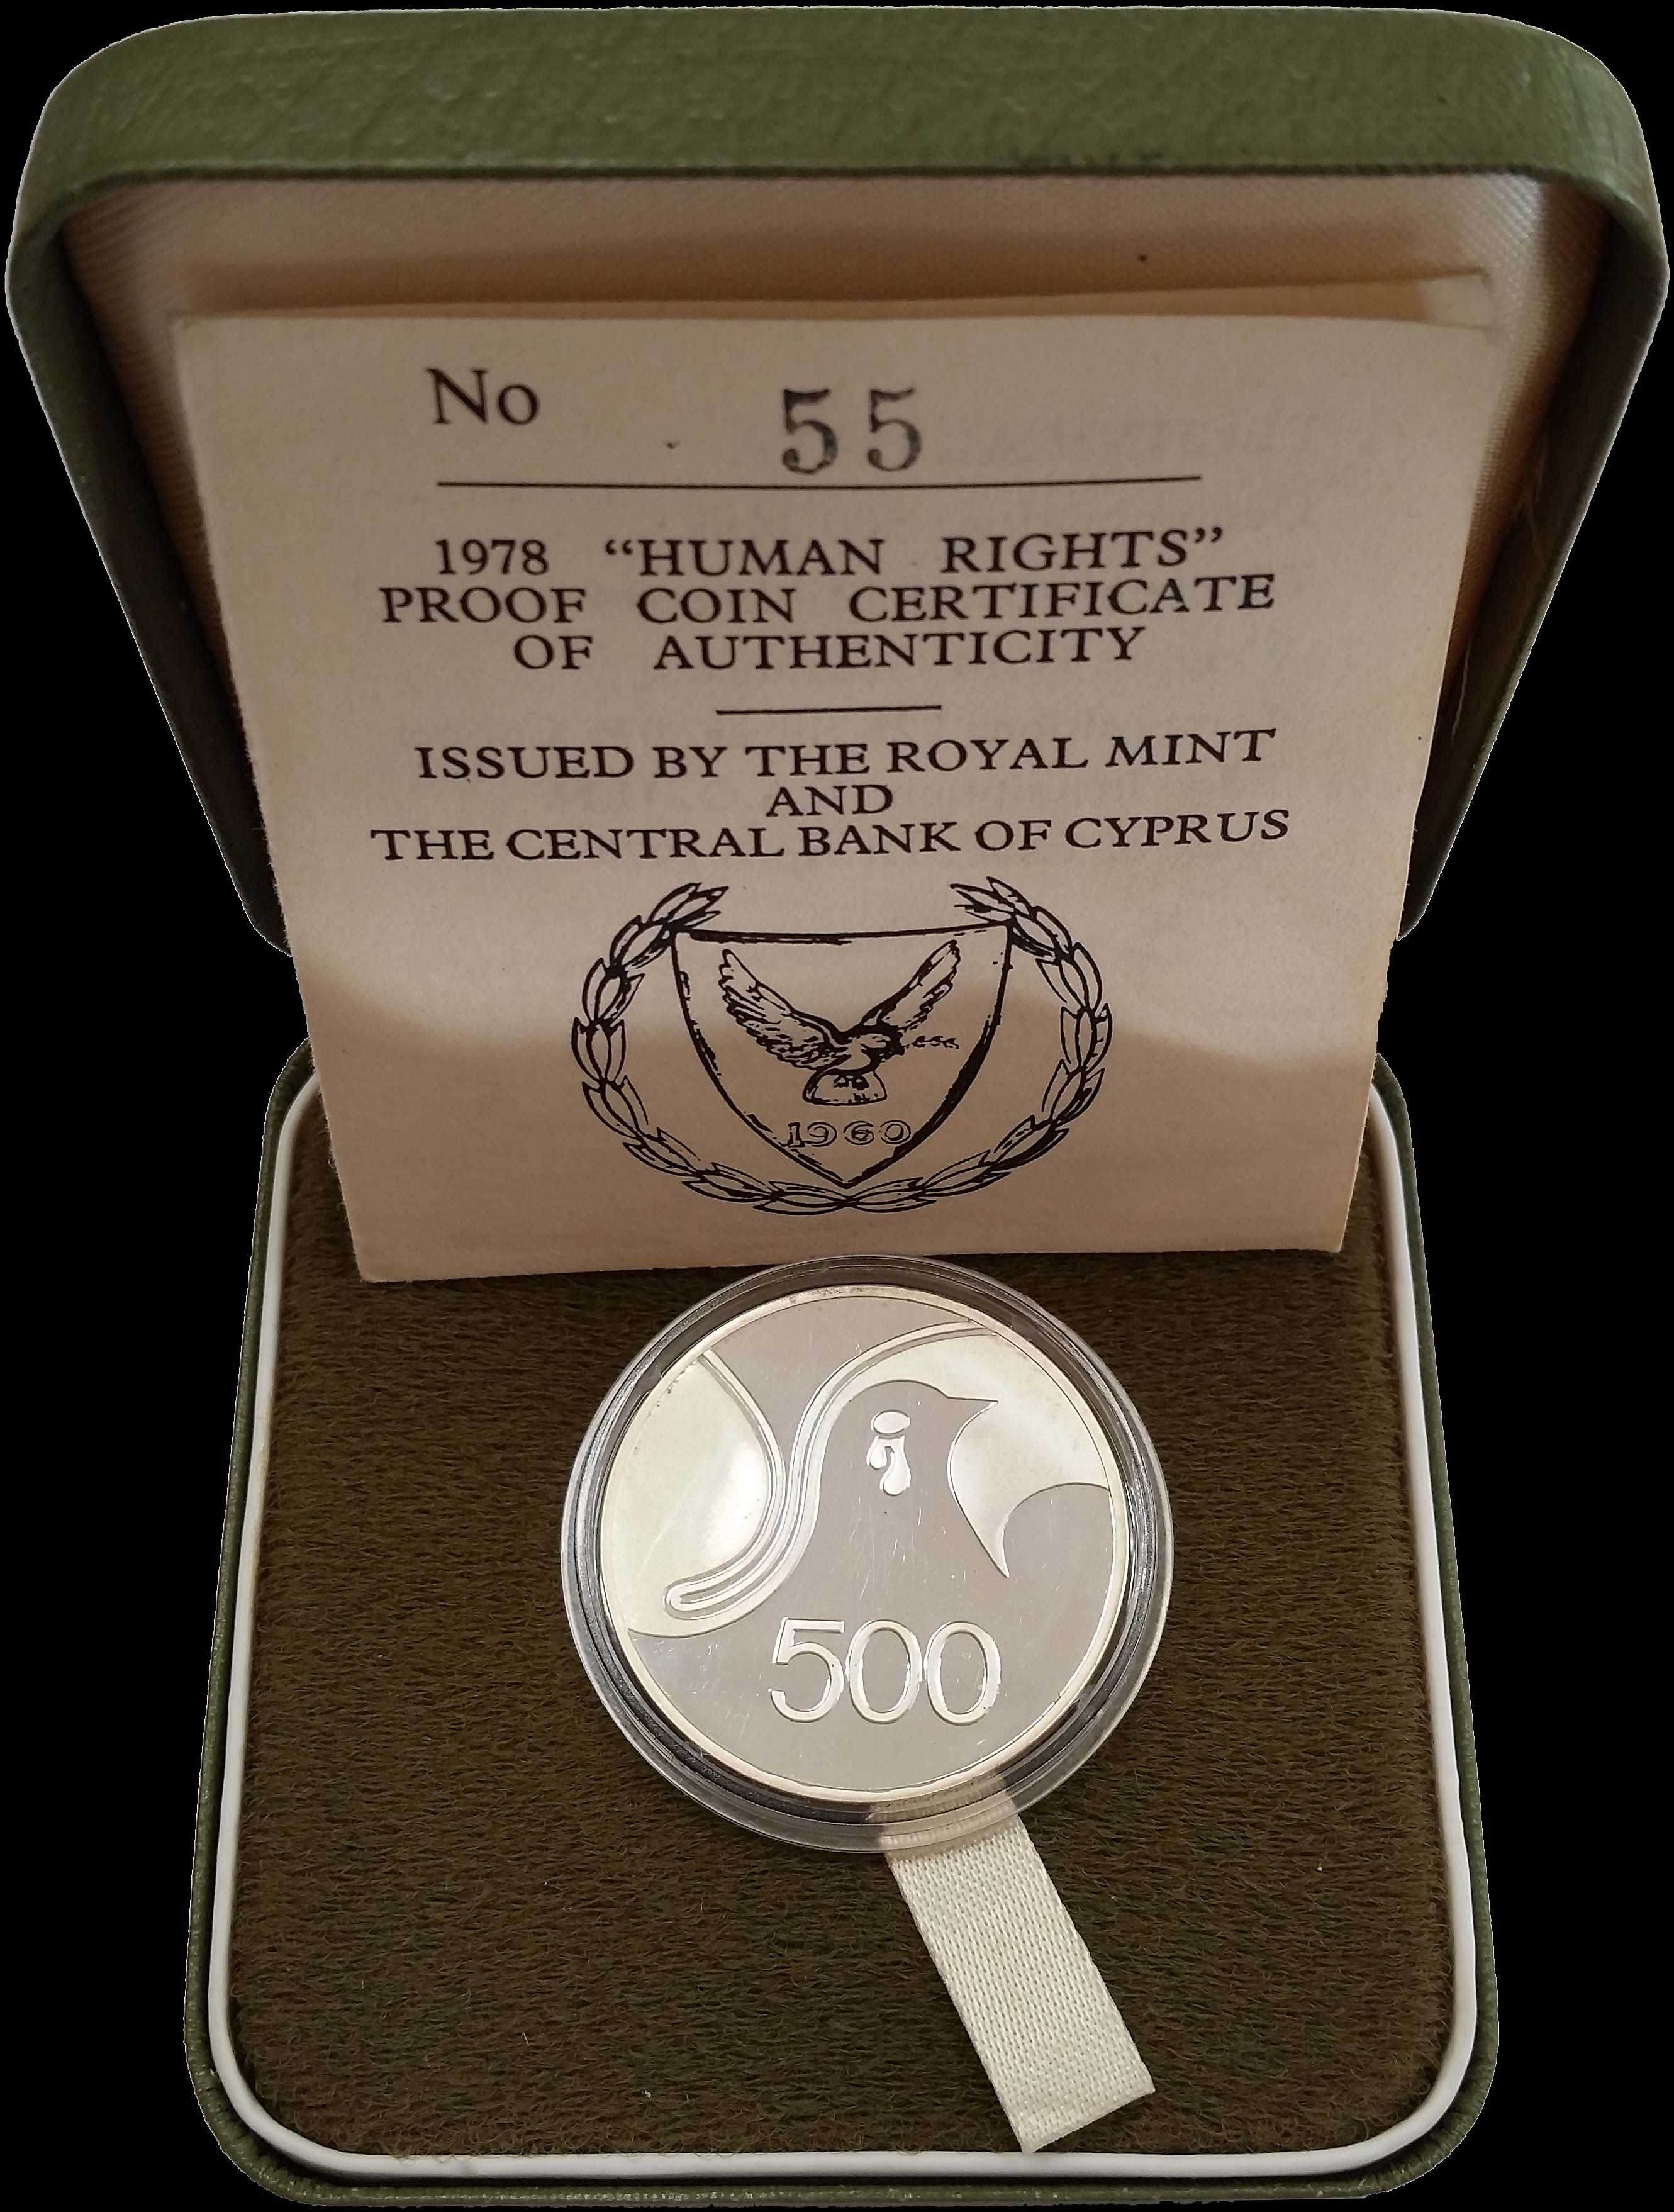 No 55
1978 “HUMAN RIGHTS”
PROOF COIN CERTIFICATE
OF AUTHENTICITY
ISSUED BY THE ROYAL MINT
AND
THE CENTRAL BANK OF CYPRUS
1960
500